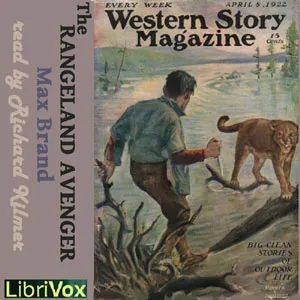 The
RANGELAND AVENGER
Max Brand
read by Richard Kilmer
LibriVox
EVERY WEEK
APRIL 8, 1922
Western Story
Magazine
15
Cents
BIG CLEAN
STORIES
OF
OUTDOOR
LIFE